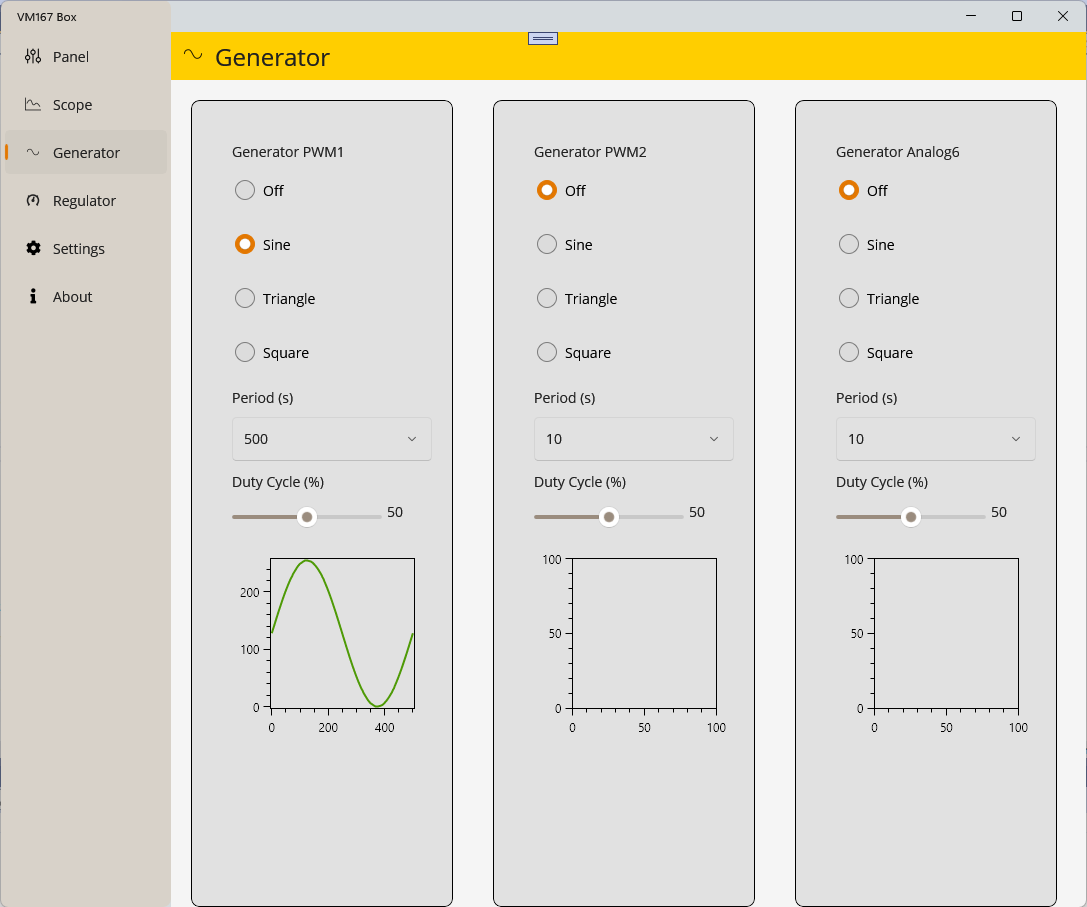 VM167 Box
Panel
Scope
Generator
Regulator
Settings
About
Generator
Generator PWM1
Off
Sine
Triangle
Square
Period (s)
500
Duty Cycle (%)
50
200
100
0
0 200 400
Generator PWM2
Off
Sine
Triangle
Square
Period (s)
10
Duty Cycle (%)
50
100
50
0
0 50 100
Generator Analog6
Off
Sine
Triangle
Square
Period (s)
10
Duty Cycle (%)
50
100
50
0
0 50 100